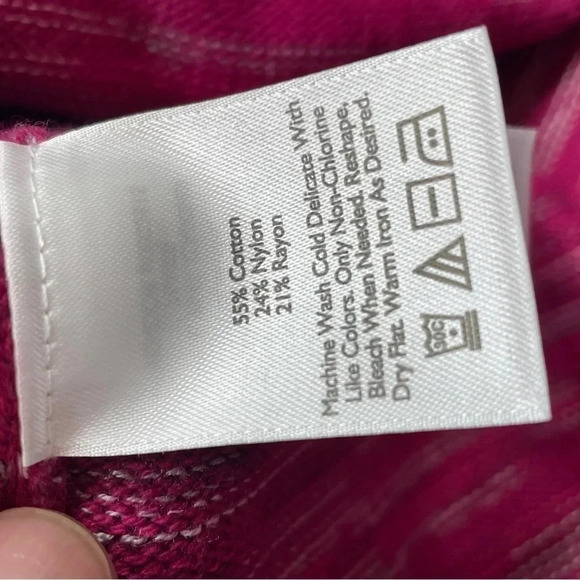 55% Cotton
24% Nylon
21% Rayon
Machine Wash Cold Delicate With
Like Colors. Only Non-Chlorine
Bleach When Needed. Reshape.
Dry Flat. Warm Iron As Desired.
30C